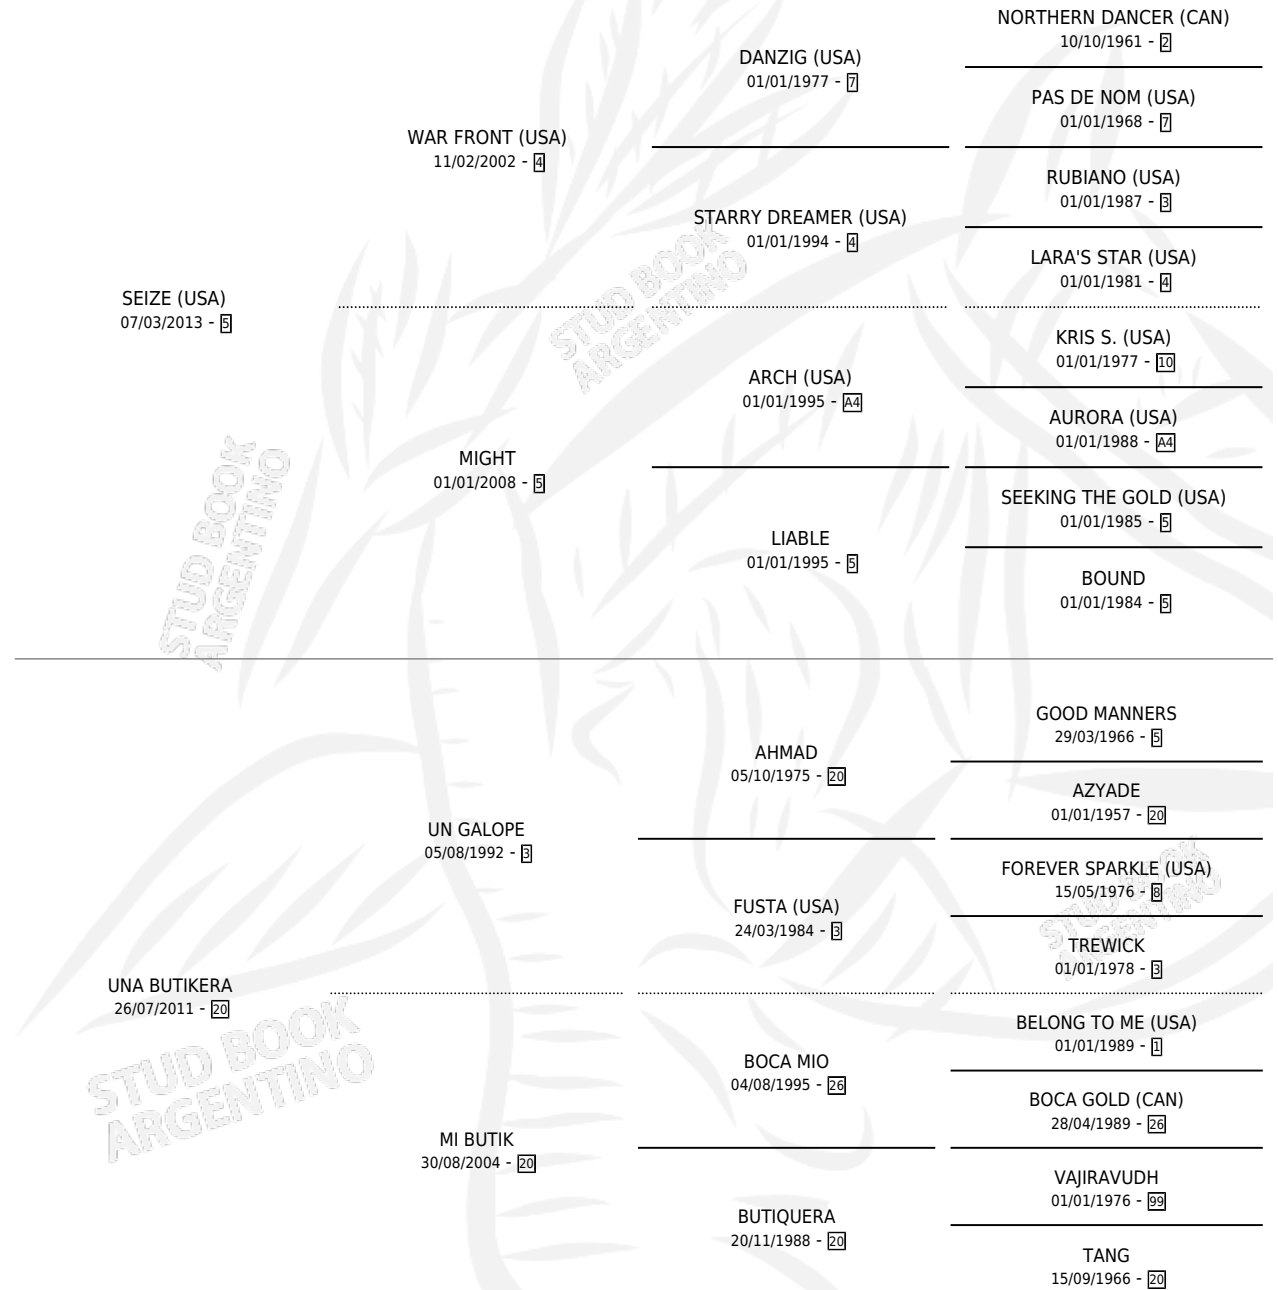 NORTHERN DANCER (CAN)
10/10/1961 - 2
DANZIG (USA)
01/01/1977 - 7
PAS DE NOM (USA)
01/01/1968 - 7
WAR FRONT (USA)
11/02/2002 - 4
RUBIANO (USA)
01/01/1987 - 3
STARRY DREAMER (USA)
01/01/1994 - 4
LARA'S STAR (USA)
01/01/1981 - 4
SEIZE (USA)
07/03/2013 - 5
KRIS S. (USA)
01/01/1977 - 10
ARCH (USA)
01/01/1995 - A4
AURORA (USA)
01/01/1988 - A4
MIGHT
01/01/2008 - 5
SEEKING THE GOLD (USA)
01/01/1985 - 5
LIABLE
01/01/1995 - 5
BOUND
01/01/1984 - 5
GOOD MANNERS
29/03/1966 - 5
AHMAD
05/10/1975 - 20
AZYADE
01/01/1957 - 20
UN GALOPE
05/08/1992 - 3
FOREVER SPARKLE (USA)
15/05/1976 - 8
FUSTA (USA)
24/03/1984 - 3
TREWICK
01/01/1978 - 3
UNA BUTIKERA
26/07/2011 - 20
BELONG TO ME (USA)
01/01/1989 - 1
BOCA MIO
04/08/1995 - 26
BOCA GOLD (CAN)
28/04/1989 - 26
MI BUTIK
30/08/2004 - 20
VAJIRAVUDH
01/01/1976 - 99
BUTIQUERA
20/11/1988 - 20
TANG
15/09/1966 - 20
STUD BOOK
ARGENTINO
STUD BOOK
ARGENTINO
STUD BOOK
ARGENTINO
STUD BOOK
ARGENTINO